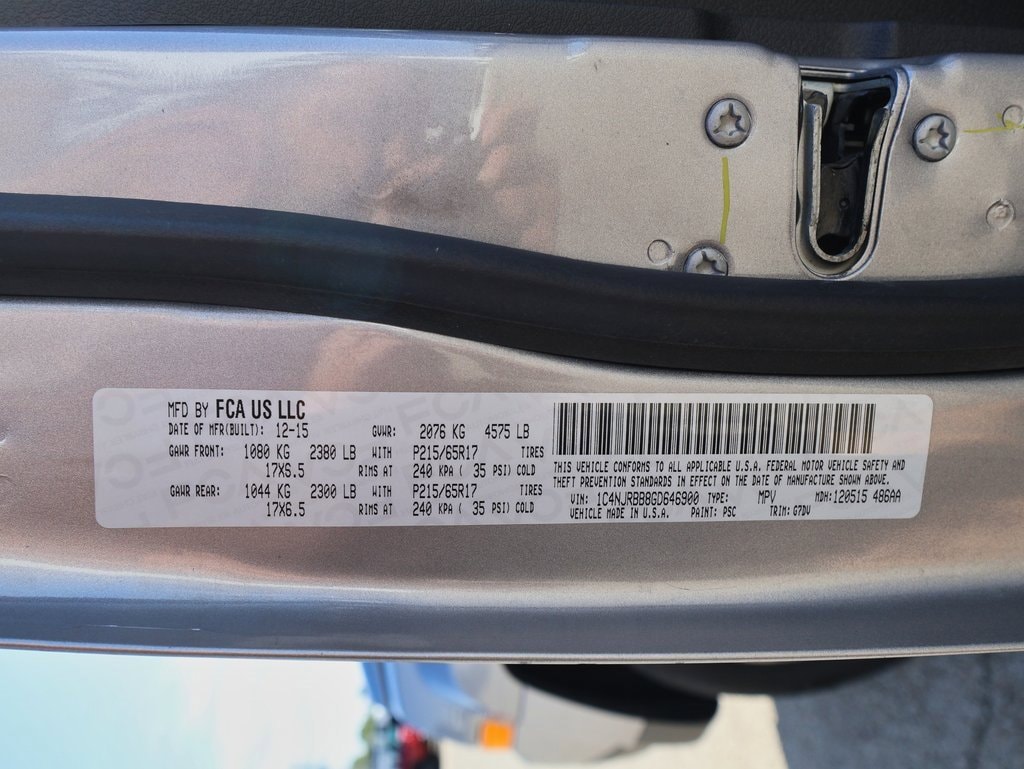 MFD BY FCA US LLC
DATE OF MFR(BUILT): 12-15 GVWR: 2076 KG 4575 LB
GAWR FRONT: 1080 KG 2380 LB WITH P215/65R17 TIRES
17X6.5 RIMS AT 240 KPA ( 35 PSI) COLD
GAWR REAR: 1044 KG 2300 LB WITH P215/65R17 TIRES
17X6.5 RIMS AT 240 KPA ( 35 PSI) COLD
THIS VEHICLE CONFORMS TO ALL APPLICABLE U.S.A. FEDERAL MOTOR VEHICLE SAFETY AND
THEFT PREVENTION STANDARDS IN EFFECT ON THE DATE OF MANUFACTURE SHOWN ABOVE.
VIN: 1C4NJRBB8GD646900 TYPE: MPV MDH:120515 486AA
VEHICLE MADE IN U.S.A. PAINT: PSC TRIM: G7DV